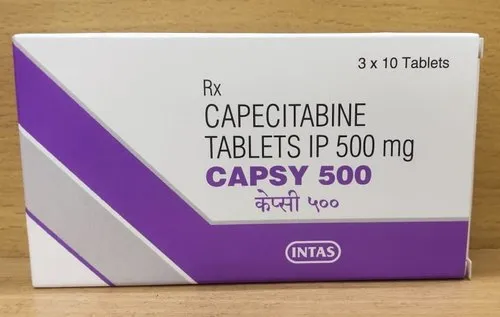 3 x 10 Tablets
Rx
CAPECITABINE
TABLETS IP 500 mg
CAPSY 500
केप्सी ५००
INTAS